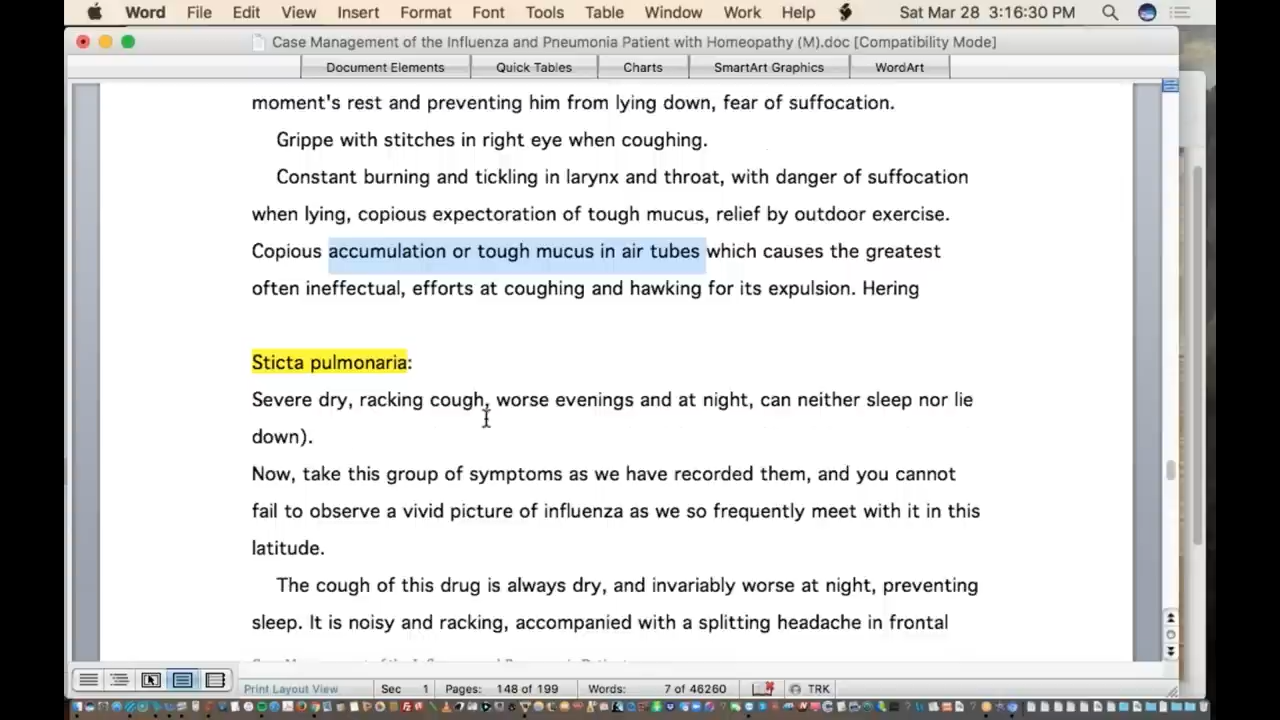 Word File Edit View Insert Format Font Tools Table Window Work Help Sat Mar 28 3:16:30 PM
Case Management of the Influenza and Pneumonia Patient with Homeopathy (M).doc [Compatibility Mode]
Document Elements Quick Tables Charts SmartArt Graphics WordArt
moment's rest and preventing him from lying down, fear of suffocation.
Grippe with stitches in right eye when coughing.
Constant burning and tickling in larynx and throat, with danger of suffocation
when lying, copious expectoration of tough mucus, relief by outdoor exercise.
Copious accumulation or tough mucus in air tubes which causes the greatest
often ineffectual, efforts at coughing and hawking for its expulsion. Hering
Sticta pulmonaria:
Severe dry, racking cough, worse evenings and at night, can neither sleep nor lie
down).
Now, take this group of symptoms as we have recorded them, and you cannot
fail to observe a vivid picture of influenza as we so frequently meet with it in this
latitude.
The cough of this drug is always dry, and invariably worse at night, preventing
sleep. It is noisy and racking, accompanied with a splitting headache in frontal
Print Layout View Sec 1 Pages: 148 of 199 Words: 7 of 46260 TRK